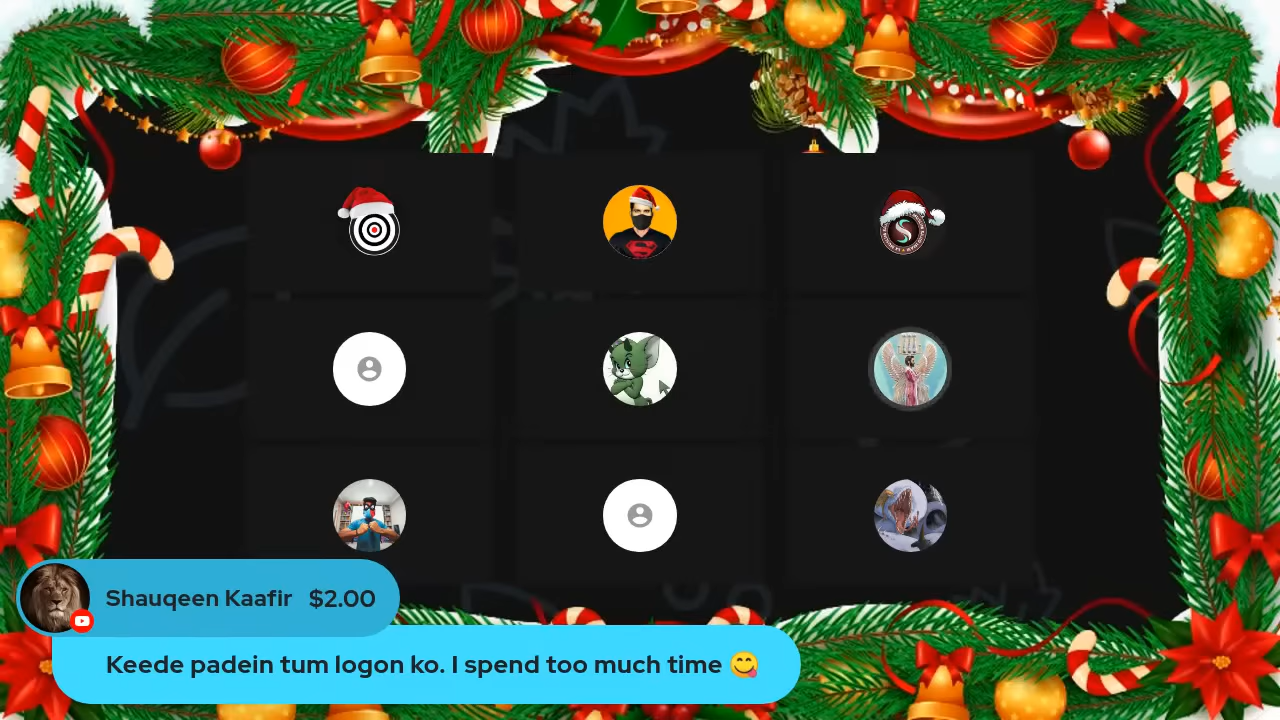 Shauqeen Kaafir $2.00
Keede padein tum logon ko. I spend too much time 😋